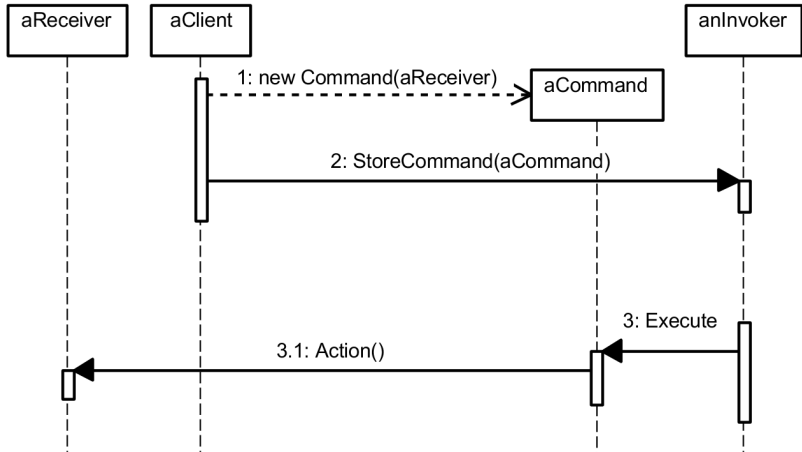 aReceiver
aClient
anInvoker
1: new Command(aReceiver)
aCommand
2: StoreCommand(aCommand)
3: Execute
3.1: Action()